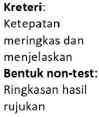 Kreteri:
Ketepatan
meringkas dan
menjelaskan
Bentuk non-test:
Ringkasan hasil
rujukan